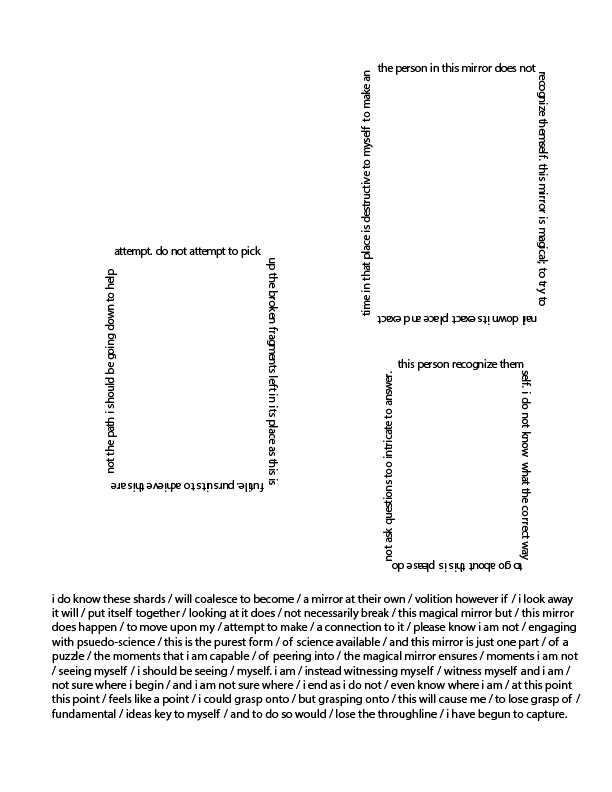 the person in this mirror does not
recognize themself. this mirror is magical; to try to
nail down its exact place and exact
time in that place is destructive to myself to make an
attempt. do not attempt to pick
up the broken fragments left in its place as this is
futile. pursuits to achieve this are
not the path i should be going down to help
this person recognize them
self. i do not know what the correct way
to go about this is please do
not ask questions too intricate to answer.
i do know these shards / will coalesce to become / a mirror at their own / volition however if / i look away
it will / put itself together / looking at it does / not necessarily break / this magical mirror but / this mirror
does happen / to move upon my / attempt to make / a connection to it / please know i am not / engaging
with psuedo-science / this is the purest form / of science available / and this mirror is just one part / of a
puzzle / the moments that i am capable / of peering into / the magical mirror ensures / moments i am not
/ seeing myself / i should be seeing / myself. i am / instead witnessing myself / witness myself and i am /
not sure where i begin / and i am not sure where / i end as i do not / even know where i am / at this point
this point / feels like a point / i could grasp onto / but grasping onto / this will cause me / to lose grasp of /
fundamental / ideas key to myself / and to do so would / lose the throughline / i have begun to capture.